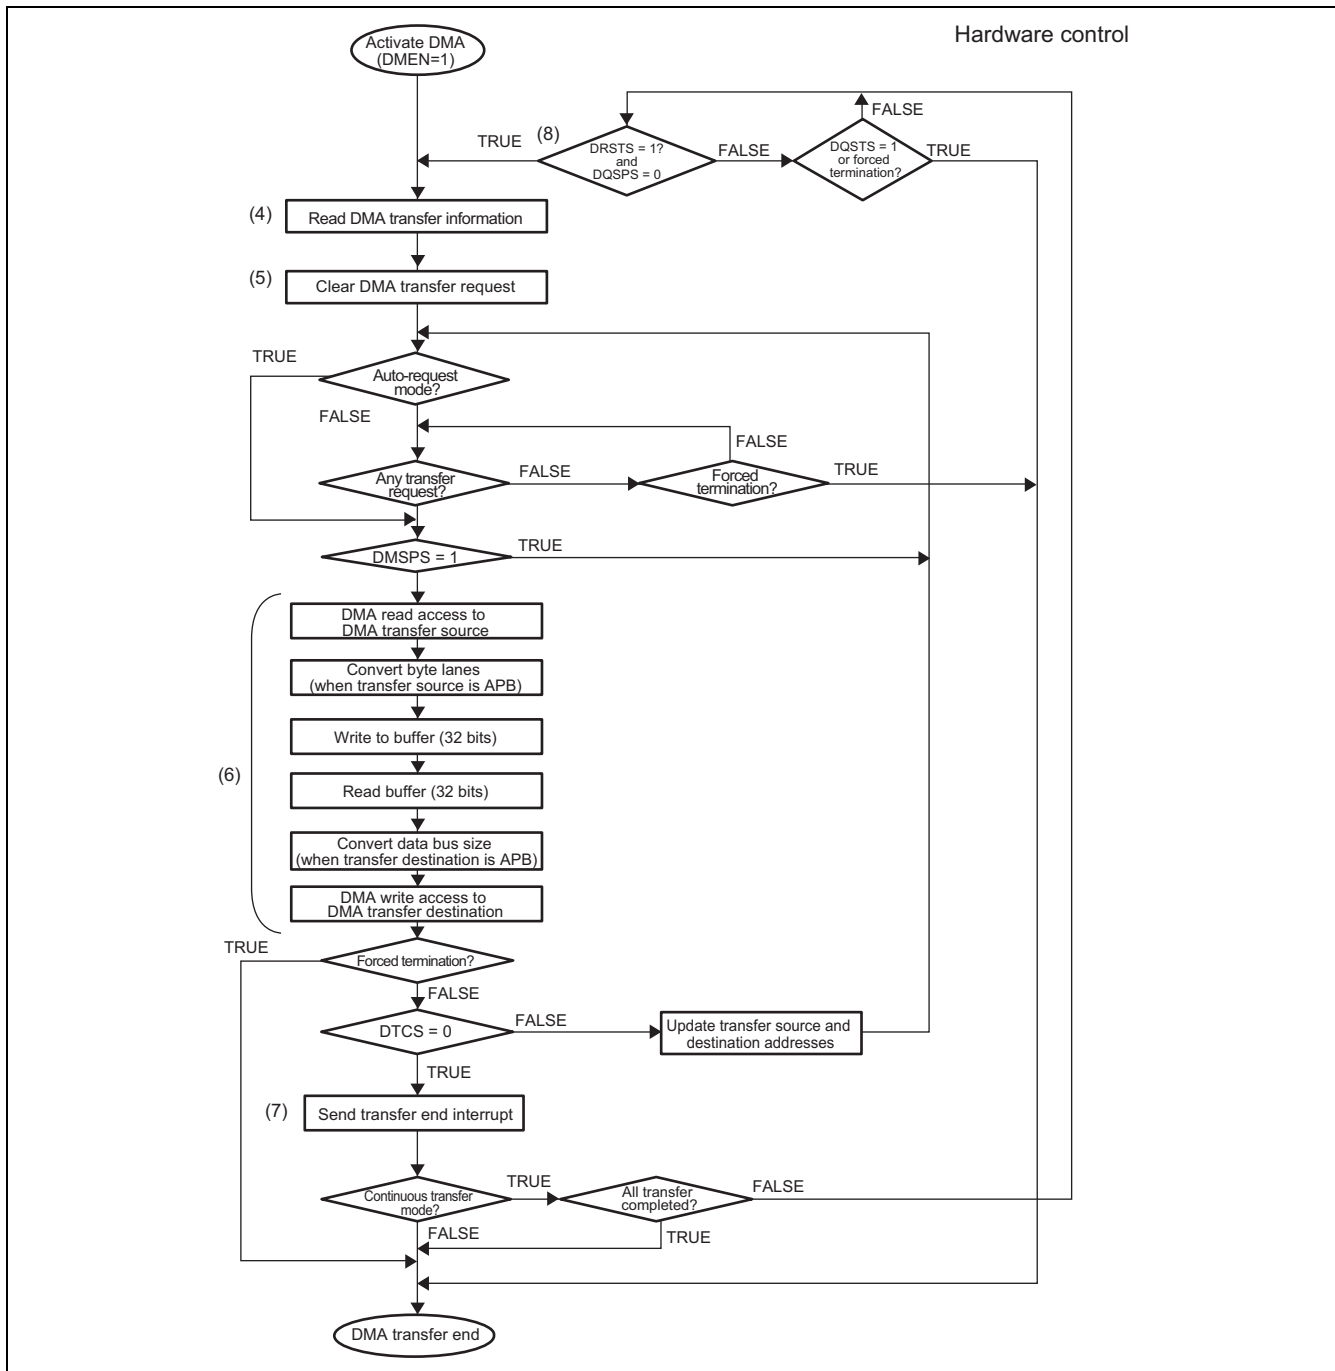 Hardware control
Activate DMA
(DMEN=1)
FALSE
(8)
TRUE
DRSTS = 1?
and
DQSPS = 0
FALSE
DQSTS = 1
or forced
termination?
TRUE
(4)
Read DMA transfer information
(5)
Clear DMA transfer request
TRUE
Auto-request
mode?
FALSE
FALSE
Any transfer
request?
FALSE
Forced
termination?
TRUE
DMSPS = 1
TRUE
DMA read access to
DMA transfer source
Convert byte lanes
(when transfer source is APB)
Write to buffer (32 bits)
(6)
Read buffer (32 bits)
Convert data bus size
(when transfer destination is APB)
DMA write access to
DMA transfer destination
TRUE
Forced termination?
FALSE
DTCS = 0
FALSE
Update transfer source and
destination addresses
TRUE
(7)
Send transfer end interrupt
Continuous transfer
mode?
TRUE
All transfer
completed?
FALSE
FALSE
TRUE
DMA transfer end